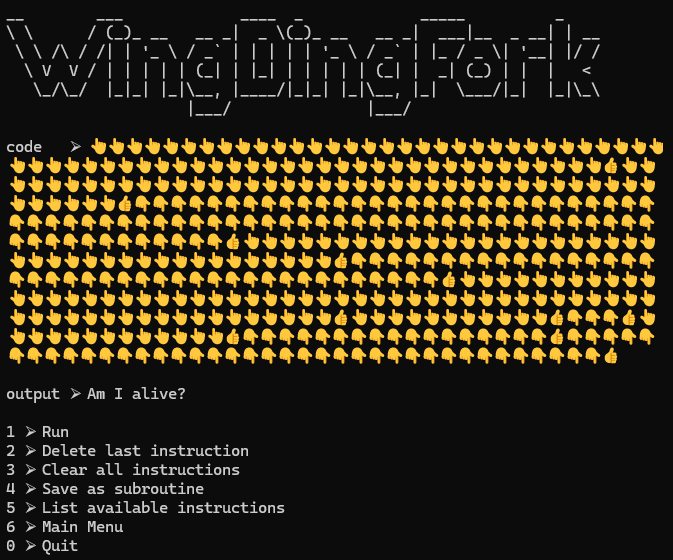 WingDingFork
code ➢ 👆👆👆👆👆👆👆👆👆👆👆👆👆👆👆👆👆👆👆👆👆👆👆👆👆👆👆👆👆👆👆👆
👆👆👆👆👆👆👆👆👆👆👆👆👆👆👆👆👆👆👆👆👆👆👆👆👆👆👆👆👆👆👆👆👆👍👆👆
👆👆👆👆👆👆👆👆👆👆👆👆👆👆👆👆👆👆👆👆👆👆👆👆👆👆👆👆👆👆👆👆👆👆👆👆
👆👆👆👆👆👆👍👇👇👇👇👇👇👇👇👇👇👇👇👇👇👇👇👇👇👇👇👇👇👇👇👇👇👇👇👇
👇👇👇👇👇👇👇👇👇👇👇👇👇👇👇👇👇👇👇👇👇👇👇👇👇👇👇👇👇👇👇👇👇👇👇👇
👇👇👇👇👇👇👇👇👇👇👇👇👍👆👆👆👆👆👆👆👆👆👆👆👆👆👆👆👆👆👆👆👆👆👆👆
👆👆👆👆👆👆👆👆👆👆👆👆👆👆👆👆👆👆👍👇👇👇👇👇👇👇👇👇👇👇👇👇👇👇👇👇
👇👇👇👇👇👇👇👇👇👇👇👇👇👇👇👇👇👇👇👇👇👇👇👇👍👆👆👆👆👆👆👆👆👆👆👆
👆👆👆👆👆👆👆👆👆👆👆👆👆👆👆👆👆👆👆👆👆👆👆👆👆👆👆👆👆👆👆👆👆👆👆👆
👆👆👆👆👆👆👆👆👆👆👆👆👆👆👆👆👆👆👍👆👆👆👆👆👆👆👆👆👆👆👍👇👇👇👍👆
👆👆👆👆👆👆👆👆👆👆👆👆👍👇👇👇👇👇👇👇👇👇👇👇👇👇👇👇👇👇👍👇👇👇👇👇
👇👇👇👇👇👇👇👇👇👇👇👇👇👇👇👇👇👇👇👇👇👇👇👇👇👇👇👇👇👇👇👇👇👍
output ➢ Am I alive?
1 ➢ Run
2 ➢ Delete last instruction
3 ➢ Clear all instructions
4 ➢ Save as subroutine
5 ➢ List available instructions
6 ➢ Main Menu
0 ➢ Quit